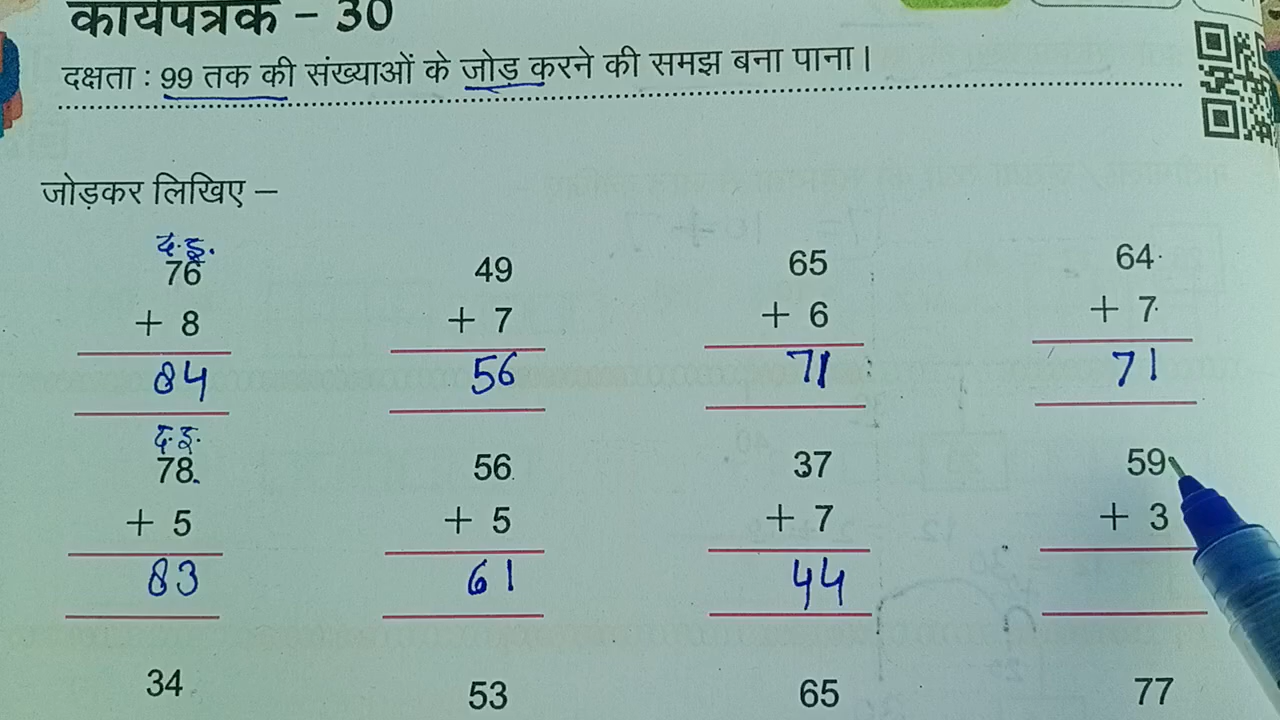 कार्यपत्रक - 30
दक्षता : 99 तक की संख्याओं के जोड़ करने की समझ बना पाना।
जोड़कर लिखिए –
द. इ.
76 49 65 64
+ 8 + 7 + 6 + 7
84 56 71 71
द. इ.
78 56 37 59
+ 5 + 5 + 7 + 3
83 61 44
34 53 65 77